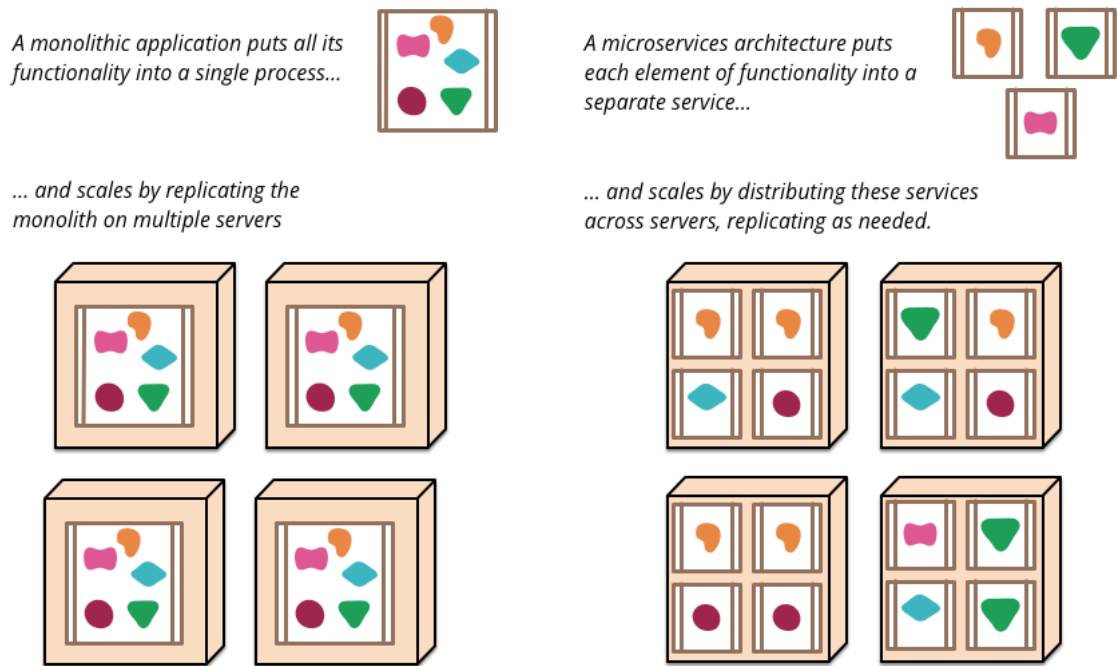 A monolithic application puts all its
functionality into a single process...
... and scales by replicating the
monolith on multiple servers
A microservices architecture puts
each element of functionality into a
separate service...
... and scales by distributing these services
across servers, replicating as needed.